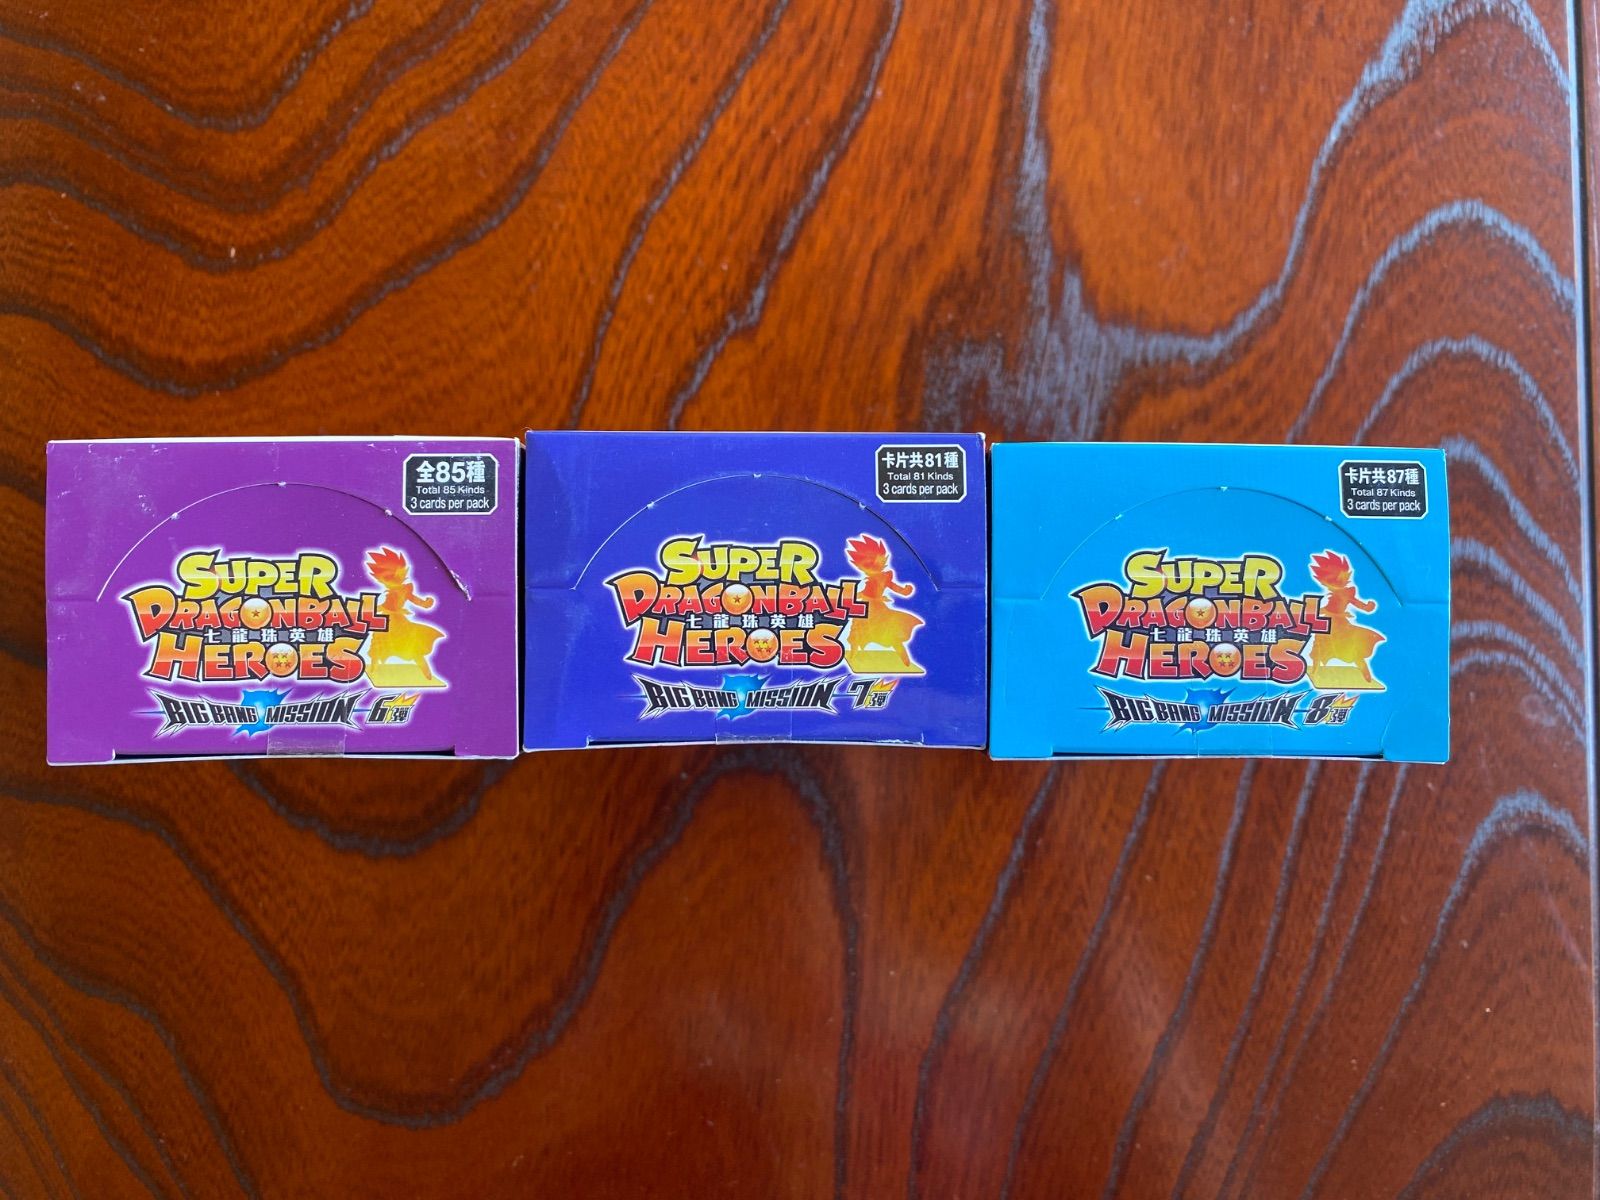 全85種
Total 85 Kinds
3 cards per pack
SUPER
DRAGONBALL
七龍珠英雄
HEROES
BIG BANG MISSION 6弾
卡片共81種
Total 81 Kinds
3 cards per pack
SUPER
DRAGONBALL
七龍珠英雄
HEROES
BIG BANG MISSION 7弾
卡片共87種
Total 87 Kinds
3 cards per pack
SUPER
DRAGONBALL
七龍珠英雄
HEROES
BIG BANG MISSION 8弾